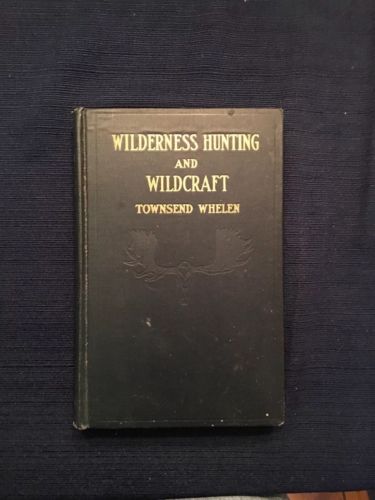 WILDERNESS HUNTING
AND
WILDCRAFT
TOWNSEND WHELEN